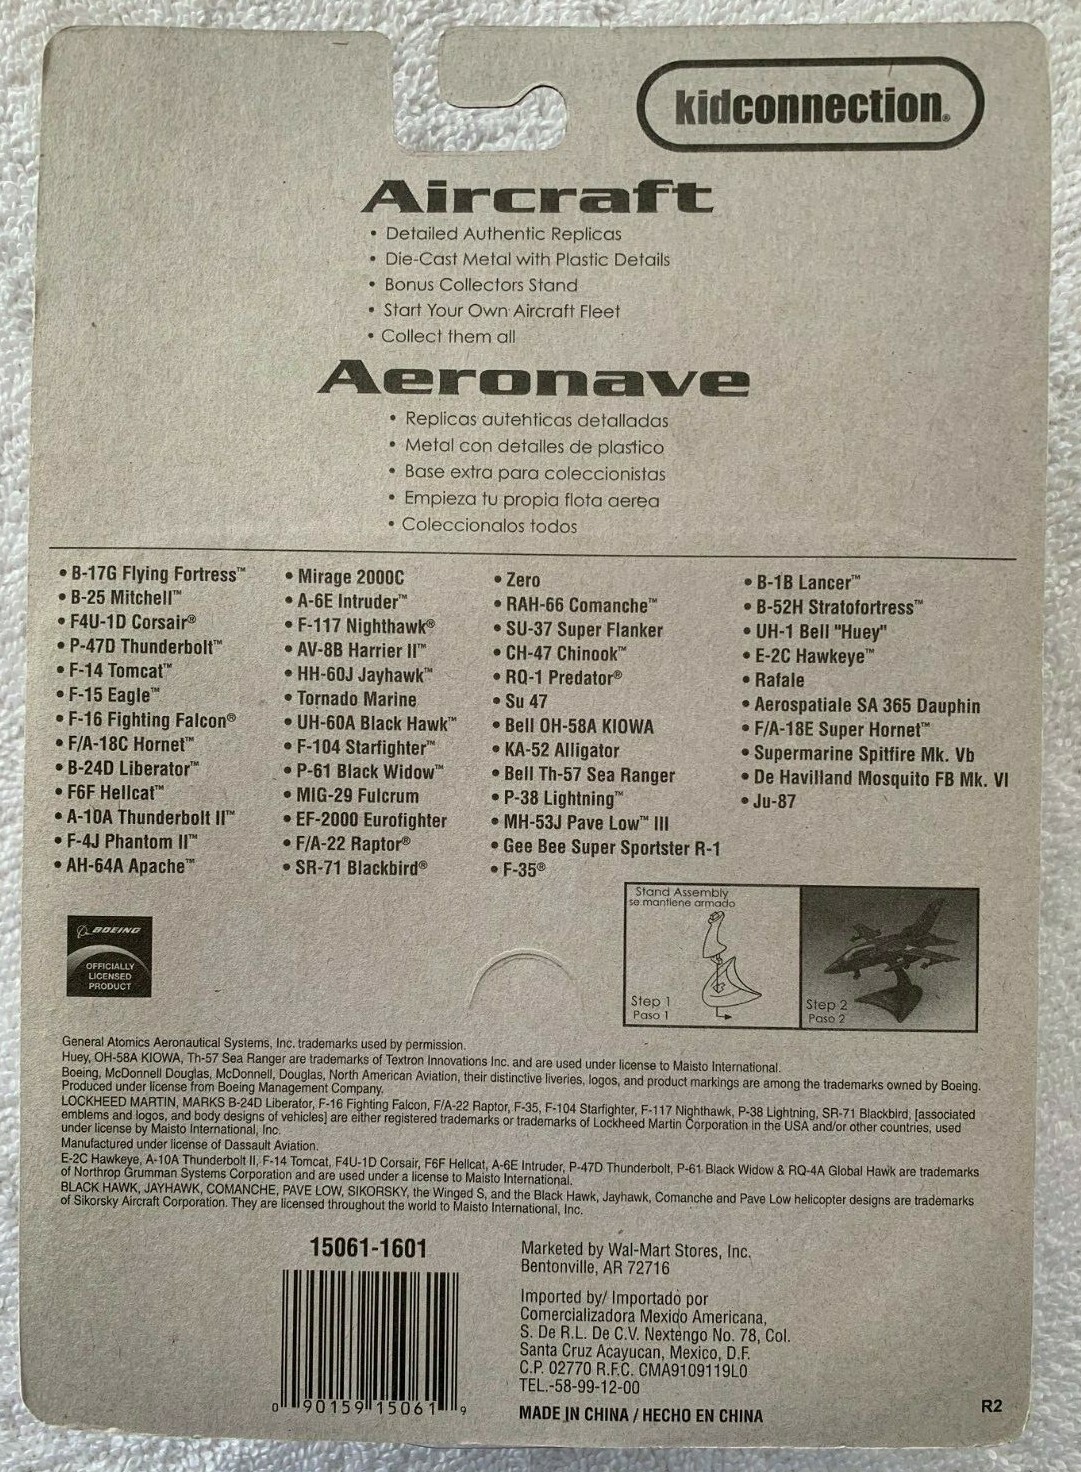 kidconnection®
Aircraft
• Detailed Authentic Replicas
• Die-Cast Metal with Plastic Details
• Bonus Collectors Stand
• Start Your Own Aircraft Fleet
• Collect them all
Aeronave
• Replicas autenticas detalladas
• Metal con detalles de plastico
• Base extra para coleccionistas
• Empieza tu propia flota aerea
• Coleccionalos todos
• B-17G Flying Fortress™
• B-25 Mitchell™
• F4U-1D Corsair®
• P-47D Thunderbolt™
• F-14 Tomcat™
• F-15 Eagle™
• F-16 Fighting Falcon®
• F/A-18C Hornet™
• B-24D Liberator™
• F6F Hellcat™
• A-10A Thunderbolt II™
• F-4J Phantom II™
• AH-64A Apache™
• Mirage 2000C
• A-6E Intruder™
• F-117 Nighthawk®
• AV-8B Harrier II™
• HH-60J Jayhawk™
• Tornado Marine
• UH-60A Black Hawk™
• F-104 Starfighter™
• P-61 Black Widow™
• MIG-29 Fulcrum
• EF-2000 Eurofighter
• F/A-22 Raptor®
• SR-71 Blackbird®
• Zero
• RAH-66 Comanche™
• SU-37 Super Flanker
• CH-47 Chinook™
• RQ-1 Predator®
• Su 47
• Bell OH-58A KIOWA
• KA-52 Alligator
• Bell Th-57 Sea Ranger
• P-38 Lightning™
• MH-53J Pave Low™ III
• Gee Bee Super Sportster R-1
• F-35®
• B-1B Lancer™
• B-52H Stratofortress™
• UH-1 Bell "Huey"
• E-2C Hawkeye™
• Rafale
• Aerospatiale SA 365 Dauphin
• F/A-18E Super Hornet™
• Supermarine Spitfire Mk. Vb
• De Havilland Mosquito FB Mk. VI
• Ju-87
BOEING
OFFICIALLY
LICENSED
PRODUCT
Stand Assembly
se mantiene armado
Step 1
Paso 1
Step 2
Paso 2
General Atomics Aeronautical Systems, Inc. trademarks used by permission.
Huey, OH-58A KIOWA, Th-57 Sea Ranger are trademarks of Textron Innovations Inc. and are used under license to Maisto International.
Boeing, McDonnell Douglas, McDonnell, Douglas, North American Aviation, their distinctive liveries, logos, and product markings are among the trademarks owned by Boeing.
Produced under license from Boeing Management Company.
LOCKHEED MARTIN, MARKS B-24D Liberator, F-16 Fighting Falcon, F/A-22 Raptor, F-35, F-104 Starfighter, F-117 Nighthawk, P-38 Lightning, SR-71 Blackbird, [associated
emblems and logos, and body designs of vehicles] are either registered trademarks or trademarks of Lockheed Martin Corporation in the USA and/or other countries, used
under license by Maisto International, Inc.
Manufactured under license of Dassault Aviation.
E-2C Hawkeye, A-10A Thunderbolt II, F-14 Tomcat, F4U-1D Corsair, F6F Hellcat, A-6E Intruder, P-47D Thunderbolt, P-61 Black Widow & RQ-4A Global Hawk are trademarks
of Northrop Grumman Systems Corporation and are used under a license to Maisto International.
BLACK HAWK, JAYHAWK, COMANCHE, PAVE LOW, SIKORSKY, the Winged S, and the Black Hawk, Jayhawk, Comanche and Pave Low helicopter designs are trademarks
of Sikorsky Aircraft Corporation. They are licensed throughout the world to Maisto International, Inc.
15061-1601
0 90159 15061 9
Marketed by Wal-Mart Stores, Inc.
Bentonville, AR 72716
Imported by/ Importado por
Comercializadora Mexido Americana,
S. De R.L. De C.V. Nextengo No. 78, Col.
Santa Cruz Acayucan, Mexico, D.F.
C.P. 02770 R.F.C. CMA9109119L0
TEL.-58-99-12-00
MADE IN CHINA / HECHO EN CHINA
R2